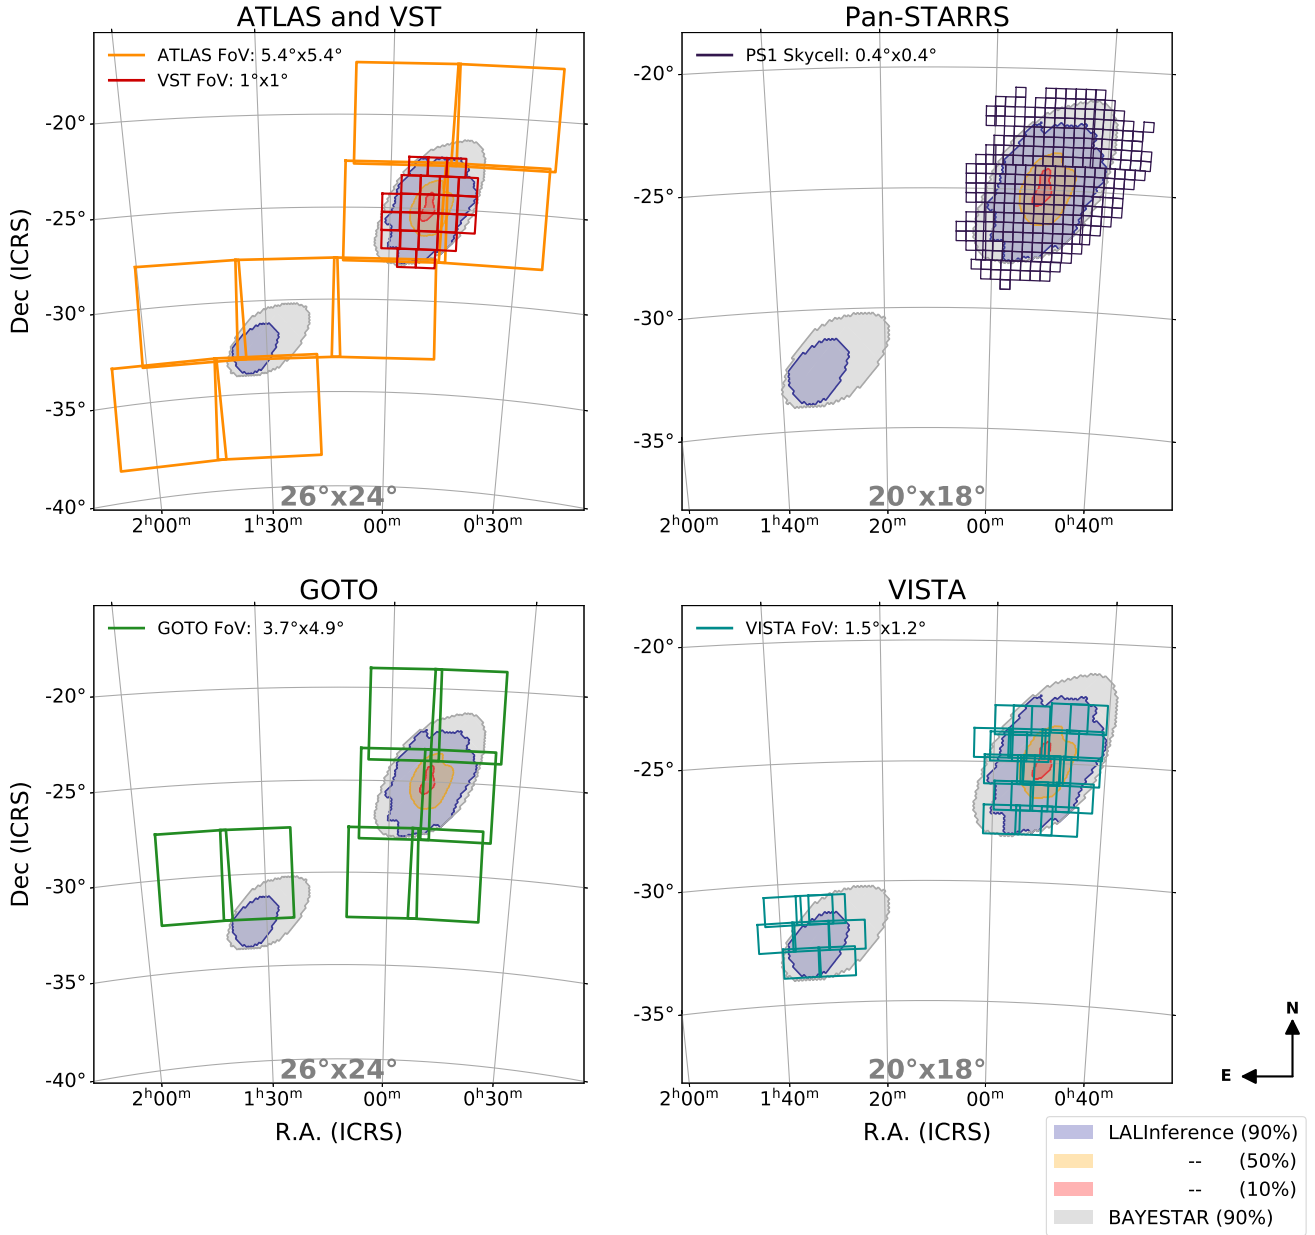 ATLAS and VST
ATLAS FoV: 5.4°x5.4°
VST FoV: 1°x1°
-20°
-25°
-30°
-35°
-40°
Dec (ICRS)
26°x24°
2h00m 1h30m 00m 0h30m
Pan-STARRS
PS1 Skycell: 0.4°x0.4°
-20°
-25°
-30°
-35°
20°x18°
2h00m 1h40m 20m 00m 0h40m
GOTO
GOTO FoV:  3.7°x4.9°
-20°
-25°
-30°
-35°
-40°
Dec (ICRS)
26°x24°
2h00m 1h30m 00m 0h30m
R.A. (ICRS)
VISTA
VISTA FoV: 1.5°x1.2°
-20°
-25°
-30°
-35°
20°x18°
2h00m 1h40m 20m 00m 0h40m
R.A. (ICRS)
N
E
LALInference (90%)
-- (50%)
-- (10%)
BAYESTAR (90%)